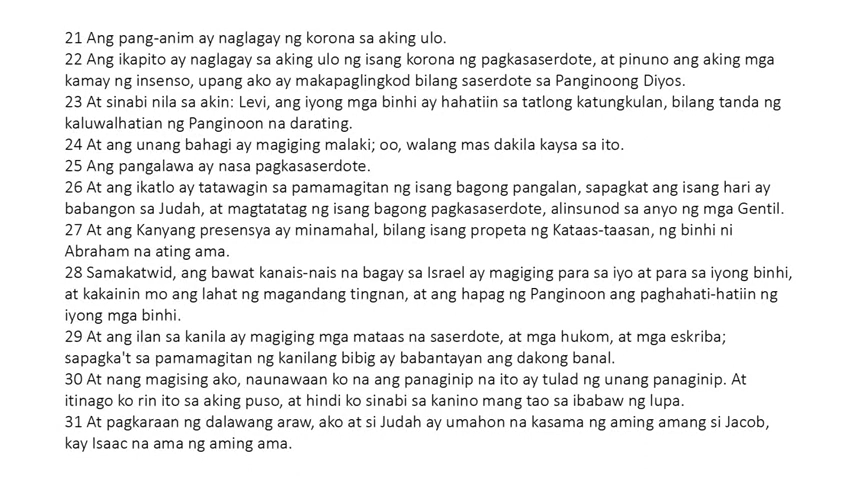 21 Ang pang-anim ay naglagay ng korona sa aking ulo.
22 Ang ikapito ay naglagay sa aking ulo ng isang korona ng pagkasaserdote, at pinuno ang aking mga
kamay ng insenso, upang ako ay makapaglingkod bilang saserdote sa Panginoong Diyos.
23 At sinabi nila sa akin: Levi, ang iyong mga binhi ay hahatiin sa tatlong katungkulan, bilang tanda ng
kaluwalhatian ng Panginoon na darating.
24 At ang unang bahagi ay magiging malaki; oo, walang mas dakila kaysa sa ito.
25 Ang pangalawa ay nasa pagkasaserdote.
26 At ang ikatlo ay tatawagin sa pamamagitan ng isang bagong pangalan, sapagkat ang isang hari ay
babangon sa Judah, at magtatatag ng isang bagong pagkasaserdote, alinsunod sa anyo ng mga Gentil.
27 At ang Kanyang presensya ay minamahal, bilang isang propeta ng Kataas-taasan, ng binhi ni
Abraham na ating ama.
28 Samakatwid, ang bawat kanais-nais na bagay sa Israel ay magiging para sa iyo at para sa iyong binhi,
at kakainin mo ang lahat ng magandang tingnan, at ang hapag ng Panginoon ang paghahati-hatiin ng
iyong mga binhi.
29 At ang ilan sa kanila ay magiging mga mataas na saserdote, at mga hukom, at mga eskriba;
sapagka't sa pamamagitan ng kanilang bibig ay babantayan ang dakong banal.
30 At nang magising ako, naunawaan ko na ang panaginip na ito ay tulad ng unang panaginip. At
itinago ko rin ito sa aking puso, at hindi ko sinabi sa kanino mang tao sa ibabaw ng lupa.
31 At pagkaraan ng dalawang araw, ako at si Judah ay umahon na kasama ng aming amang si Jacob,
kay Isaac na ama ng aming ama.